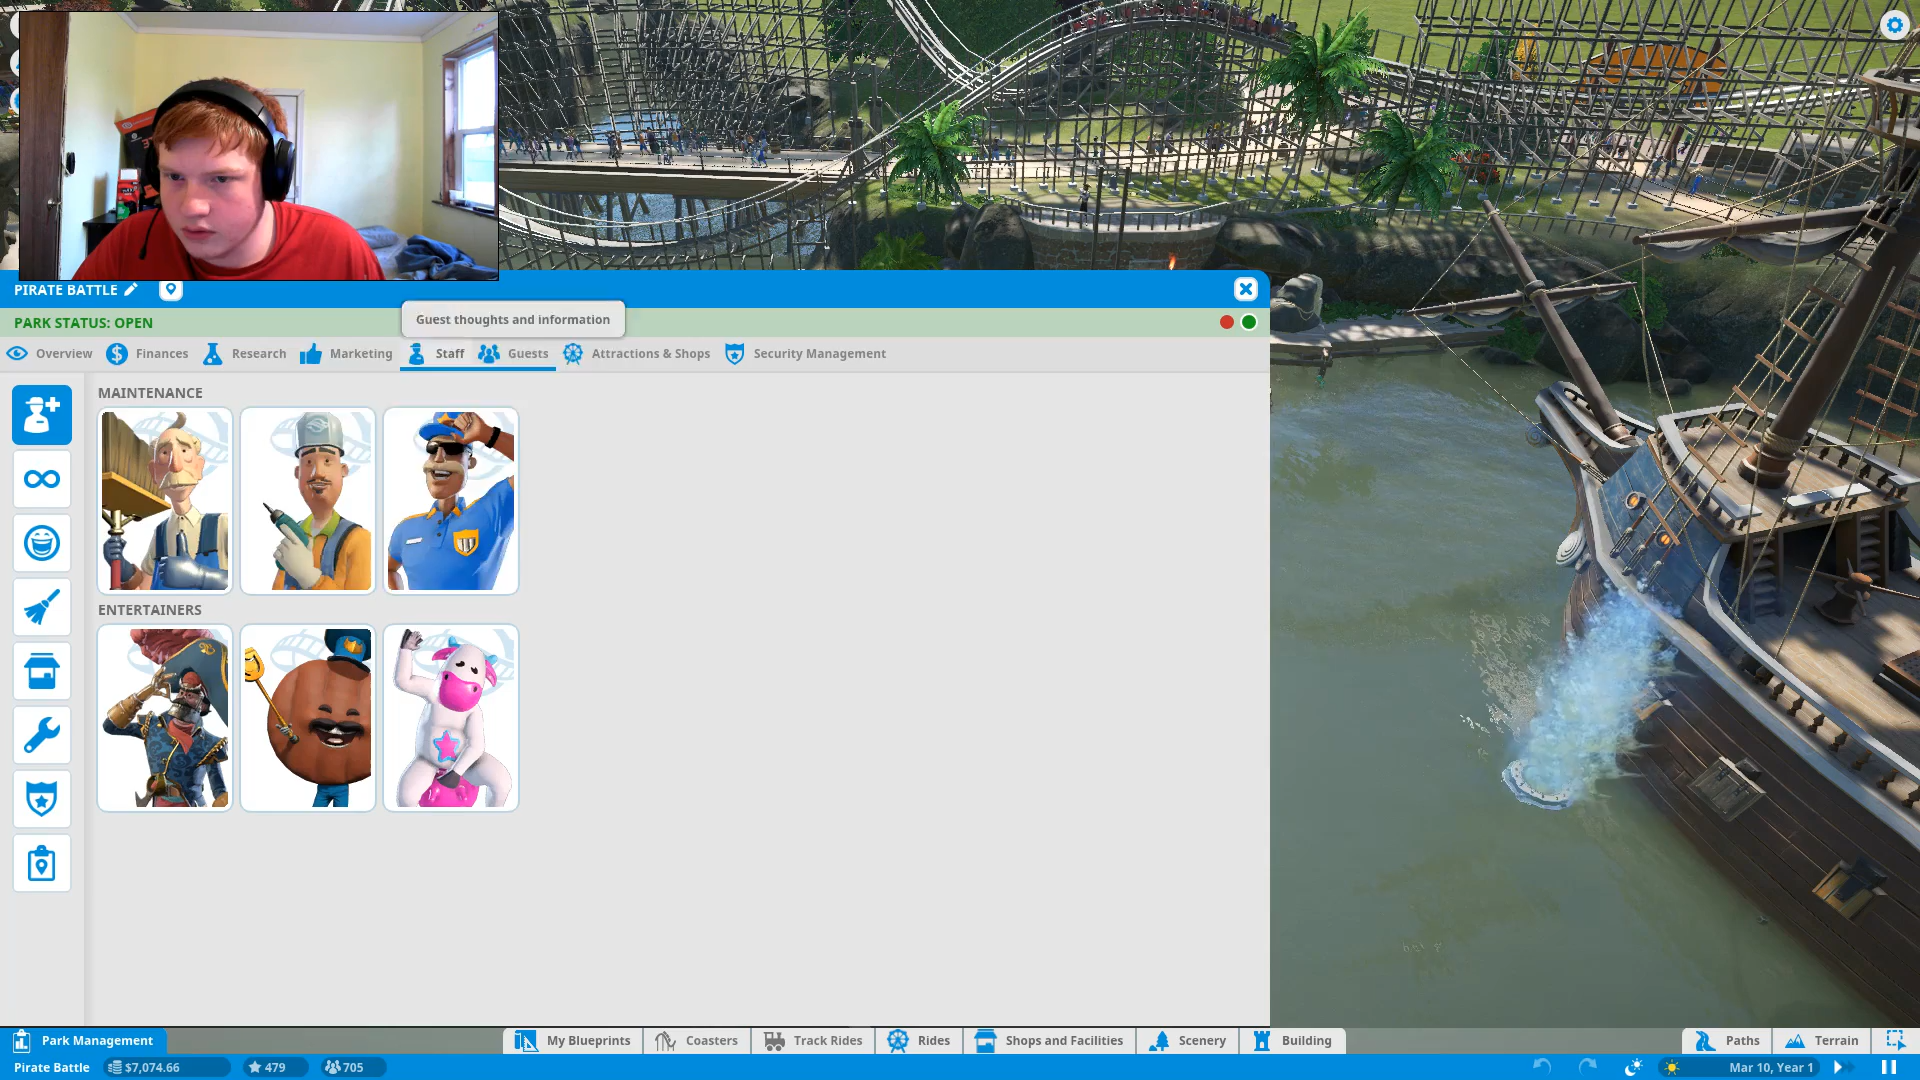 PIRATE BATTLE
PARK STATUS: OPEN
Guest thoughts and information
Overview Finances Research Marketing Staff Guests Attractions & Shops Security Management
MAINTENANCE
ENTERTAINERS
Park Management My Blueprints Coasters Track Rides Rides Shops and Facilities Scenery Building Paths Terrain
Pirate Battle $7,074.66 479 705 Mar 10, Year 1